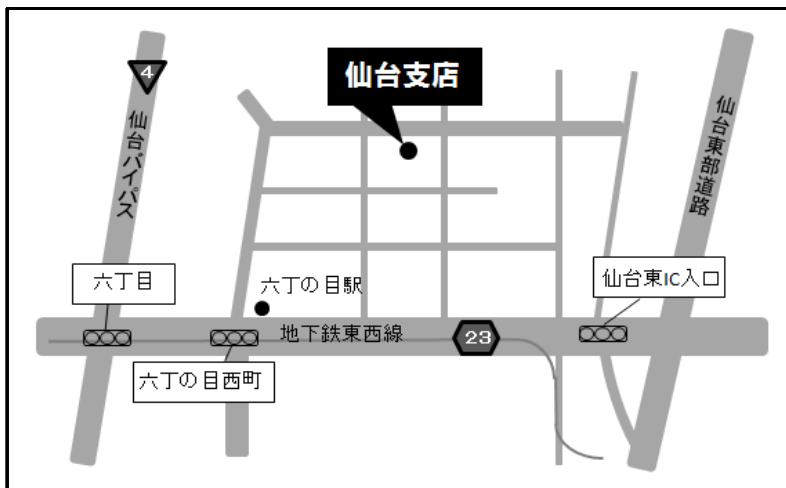 仙台支店
4
仙台バイパス
仙台東部道路
六丁目
六丁の目駅
仙台東IC入口
地下鉄東西線
23
六丁の目西町